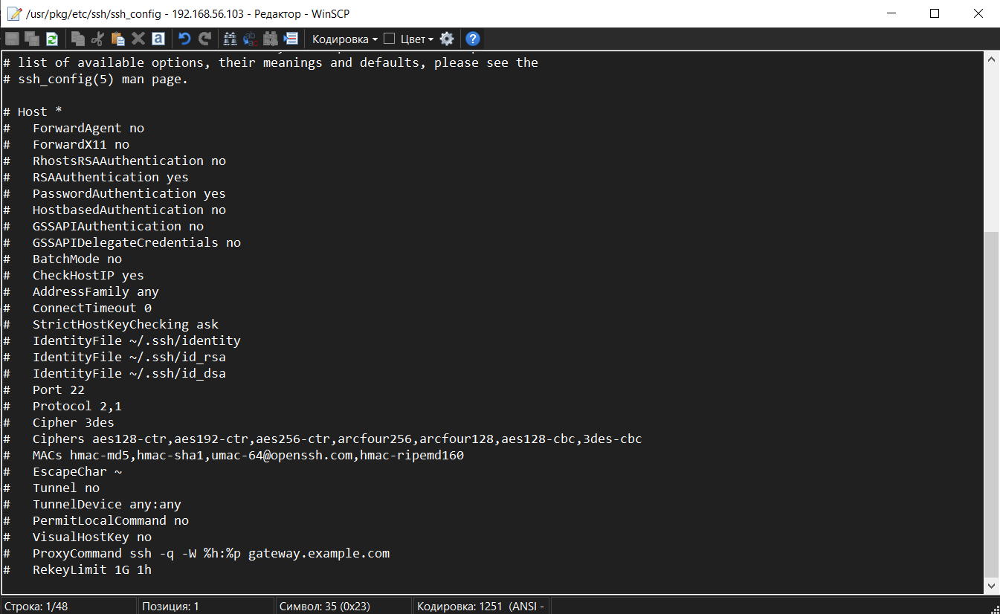 /usr/pkg/etc/ssh/ssh_config - 192.168.56.103 - Редактор - WinSCP
Кодировка Цвет
# list of available options, their meanings and defaults, please see the
# ssh_config(5) man page.
# Host *
#   ForwardAgent no
#   ForwardX11 no
#   RhostsRSAAuthentication no
#   RSAAuthentication yes
#   PasswordAuthentication yes
#   HostbasedAuthentication no
#   GSSAPIAuthentication no
#   GSSAPIDelegateCredentials no
#   BatchMode no
#   CheckHostIP yes
#   AddressFamily any
#   ConnectTimeout 0
#   StrictHostKeyChecking ask
#   IdentityFile ~/.ssh/identity
#   IdentityFile ~/.ssh/id_rsa
#   IdentityFile ~/.ssh/id_dsa
#   Port 22
#   Protocol 2,1
#   Cipher 3des
#   Ciphers aes128-ctr,aes192-ctr,aes256-ctr,arcfour256,arcfour128,aes128-cbc,3des-cbc
#   MACs hmac-md5,hmac-sha1,umac-64@openssh.com,hmac-ripemd160
#   EscapeChar ~
#   Tunnel no
#   TunnelDevice any:any
#   PermitLocalCommand no
#   VisualHostKey no
#   ProxyCommand ssh -q -W %h:%p gateway.example.com
#   RekeyLimit 1G 1h
Строка: 1/48 Позиция: 1 Символ: 35 (0x23) Кодировка: 1251 (ANSI -